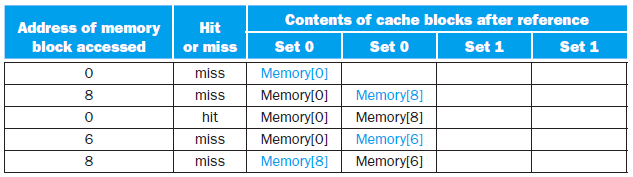 Address of memory block accessed | Hit or miss | Contents of cache blocks after reference
Set 0 | Set 0 | Set 1 | Set 1
0 | miss | Memory[0] | | |
8 | miss | Memory[0] | Memory[8] | |
0 | hit | Memory[0] | Memory[8] | |
6 | miss | Memory[0] | Memory[6] | |
8 | miss | Memory[8] | Memory[6] | |